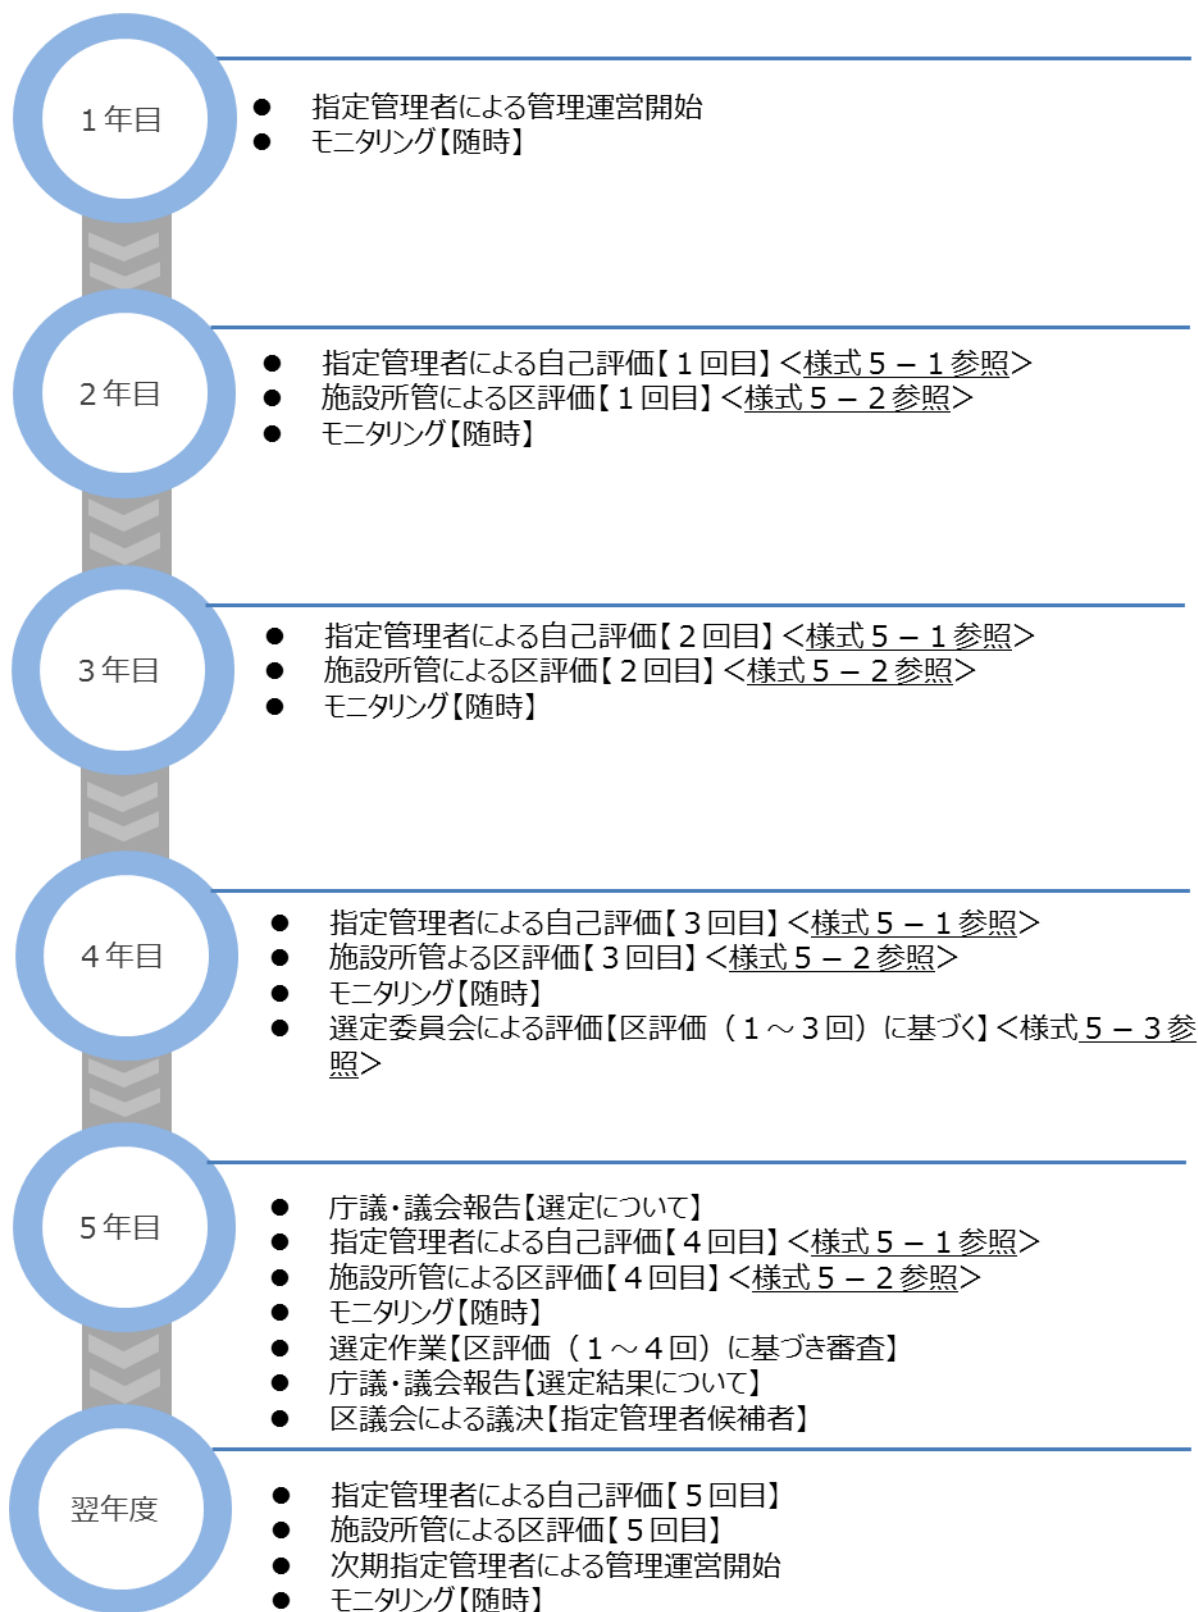 1年目
● 指定管理者による管理運営開始
● モニタリング【随時】
2年目
● 指定管理者による自己評価【1回目】＜様式5－1参照＞
● 施設所管による区評価【1回目】＜様式5－2参照＞
● モニタリング【随時】
3年目
● 指定管理者による自己評価【2回目】＜様式5－1参照＞
● 施設所管による区評価【2回目】＜様式5－2参照＞
● モニタリング【随時】
4年目
● 指定管理者による自己評価【3回目】＜様式5－1参照＞
● 施設所管よる区評価【3回目】＜様式5－2参照＞
● モニタリング【随時】
● 選定委員会による評価【区評価（1～3回）に基づく】＜様式5－3参
照＞
5年目
● 庁議・議会報告【選定について】
● 指定管理者による自己評価【4回目】＜様式5－1参照＞
● 施設所管による区評価【4回目】＜様式5－2参照＞
● モニタリング【随時】
● 選定作業【区評価（1～4回）に基づき審査】
● 庁議・議会報告【選定結果について】
● 区議会による議決【指定管理者候補者】
翌年度
● 指定管理者による自己評価【5回目】
● 施設所管による区評価【5回目】
● 次期指定管理者による管理運営開始
● モニタリング【随時】